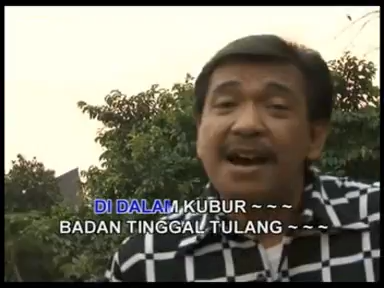 DI DALAM KUBUR ~ ~ ~
BADAN TINGGAL TULANG ~ ~ ~